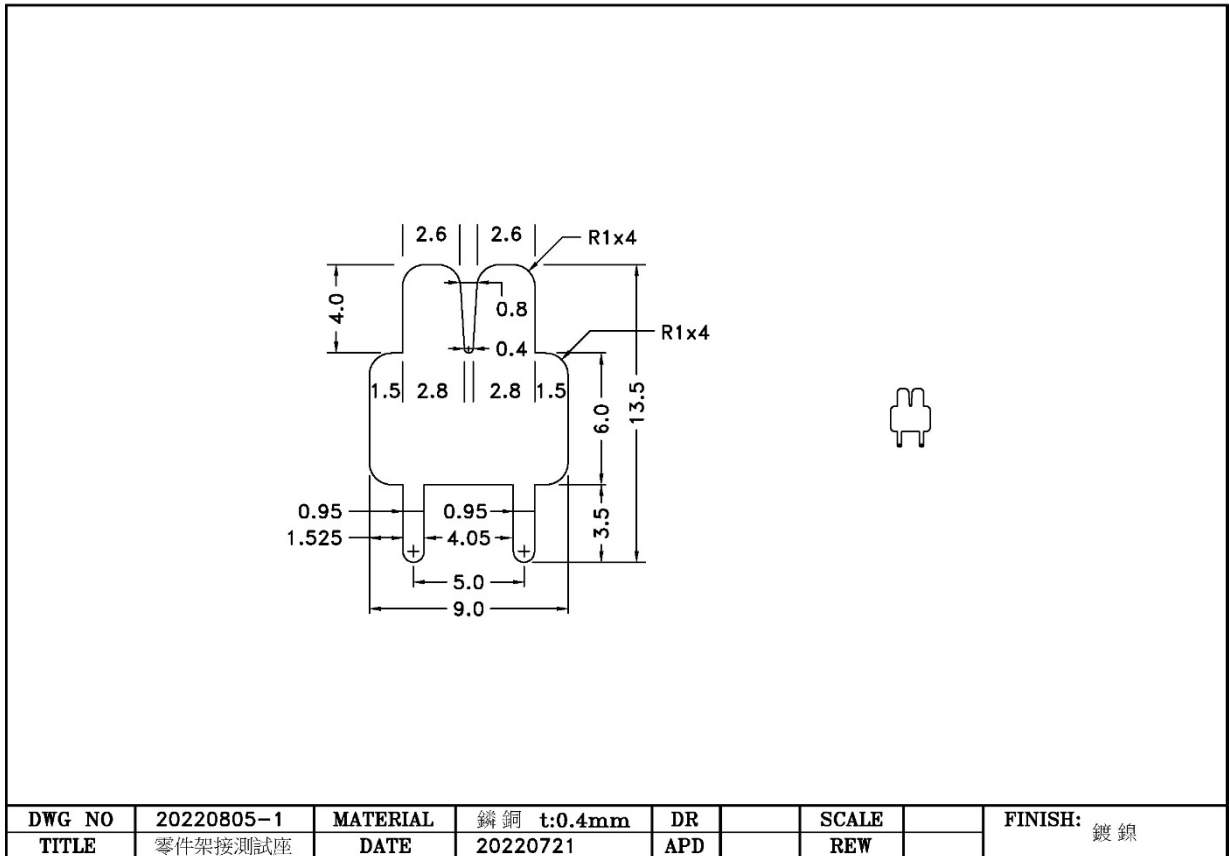 2.6 2.6 R1x4
4.0
0.8
0.4
R1x4
1.5 2.8 2.8 1.5
6.0
13.5
0.95 0.95
3.5
1.525 4.05
5.0
9.0
DWG NO 20220805-1 MATERIAL 鏻銅 t:0.4mm DR SCALE FINISH: 鍍鎳
TITLE 零件架接測試座 DATE 20220721 APD REW